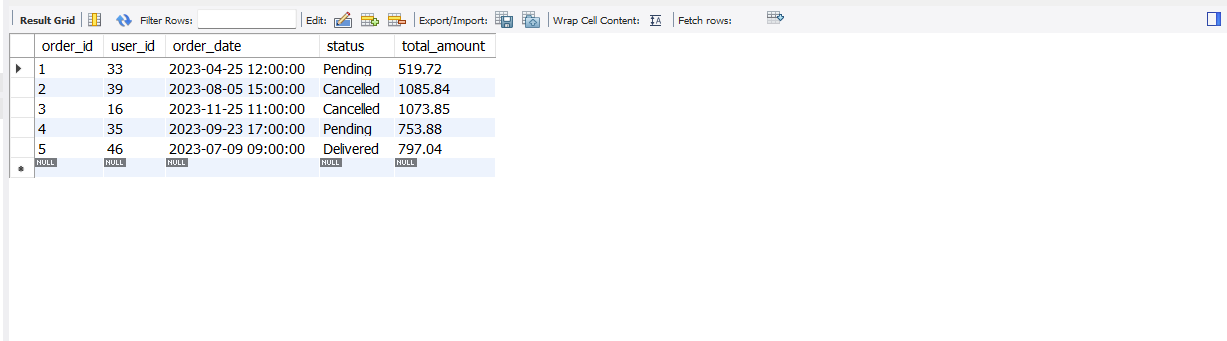 Result Grid Filter Rows: Edit: Export/Import: Wrap Cell Content: IA Fetch rows:
order_id user_id order_date status total_amount
1 33 2023-04-25 12:00:00 Pending 519.72
2 39 2023-08-05 15:00:00 Cancelled 1085.84
3 16 2023-11-25 11:00:00 Cancelled 1073.85
4 35 2023-09-23 17:00:00 Pending 753.88
5 46 2023-07-09 09:00:00 Delivered 797.04
NULL NULL NULL NULL NULL